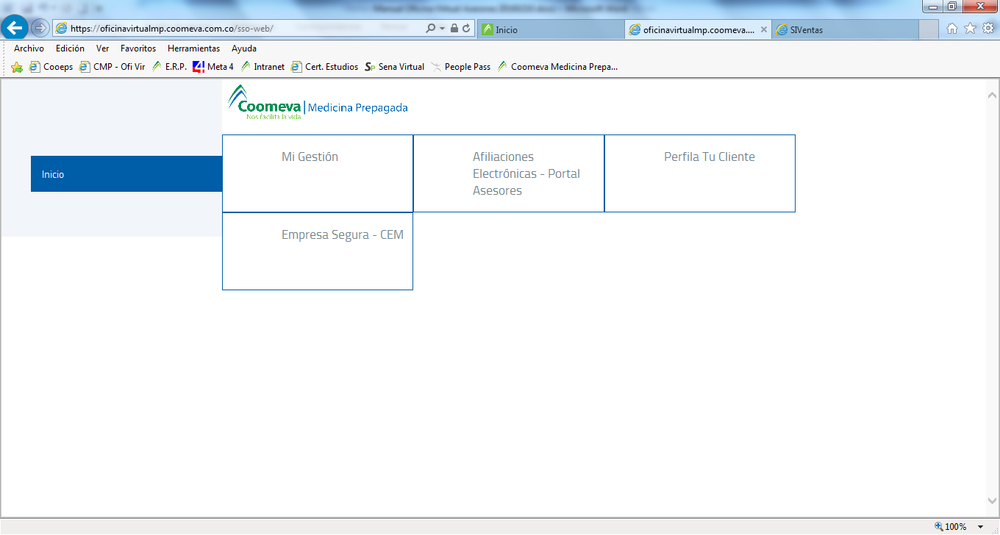 https://oficinavirtualmp.coomeva.com.co/sso-web/
Inicio
oficinavirtualmp.coomeva....
SIVentas
Archivo Edición Ver Favoritos Herramientas Ayuda
Cooeps CMP - Ofi Vir E.R.P. Meta 4 Intranet Cert. Estudios Sena Virtual People Pass Coomeva Medicina Prepa...
Coomeva | Medicina Prepagada
Nos facilita la vida
Inicio
Mi Gestión
Afiliaciones
Electrónicas - Portal
Asesores
Perfila Tu Cliente
Empresa Segura - CEM
100%